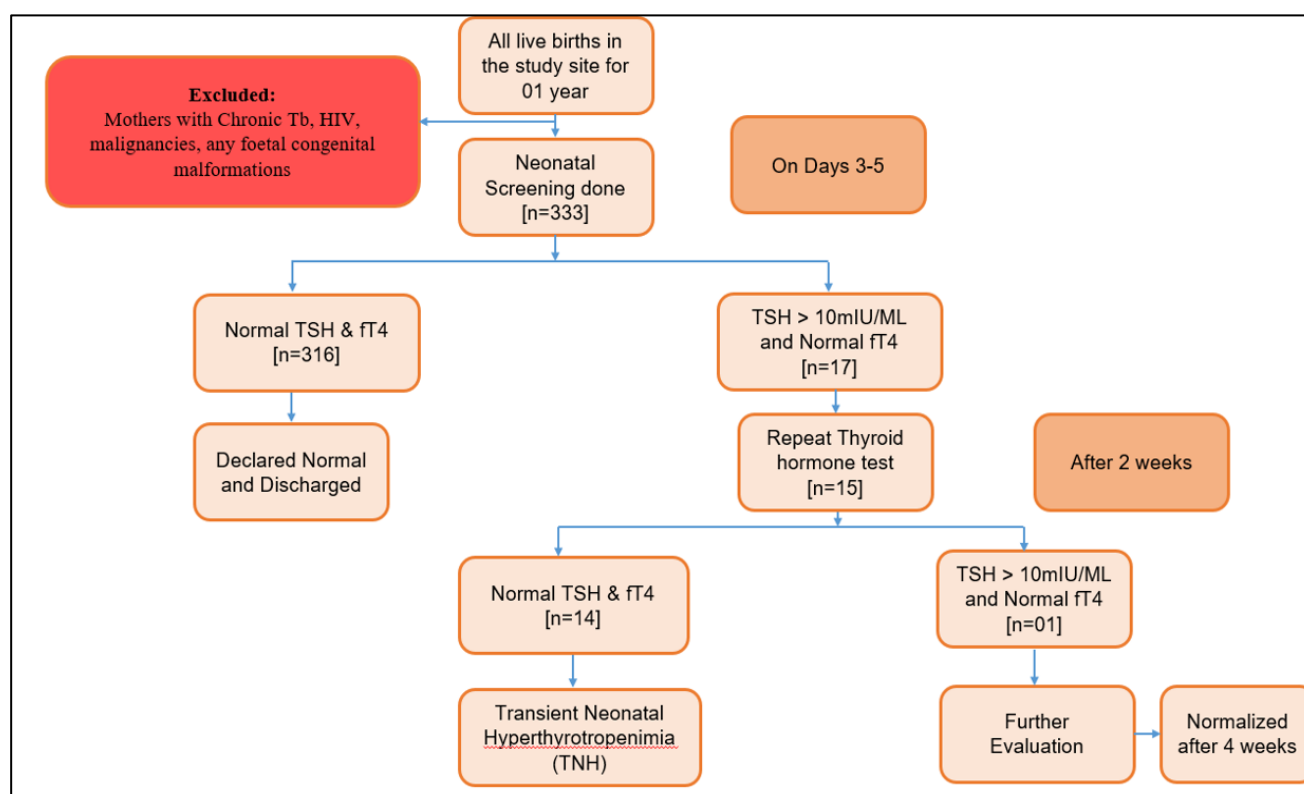 All live births in
the study site for
01 year
Excluded:
Mothers with Chronic Tb, HIV,
malignancies, any foetal congenital
malformations
Neonatal
Screening done
[n=333]
On Days 3-5
Normal TSH & fT4
[n=316]
TSH > 10mIU/ML
and Normal fT4
[n=17]
Declared Normal
and Discharged
Repeat Thyroid
hormone test
[n=15]
After 2 weeks
Normal TSH & fT4
[n=14]
TSH > 10mIU/ML
and Normal fT4
[n=01]
Transient Neonatal
Hyperthyrotropenimia
(TNH)
Further
Evaluation
Normalized
after 4 weeks